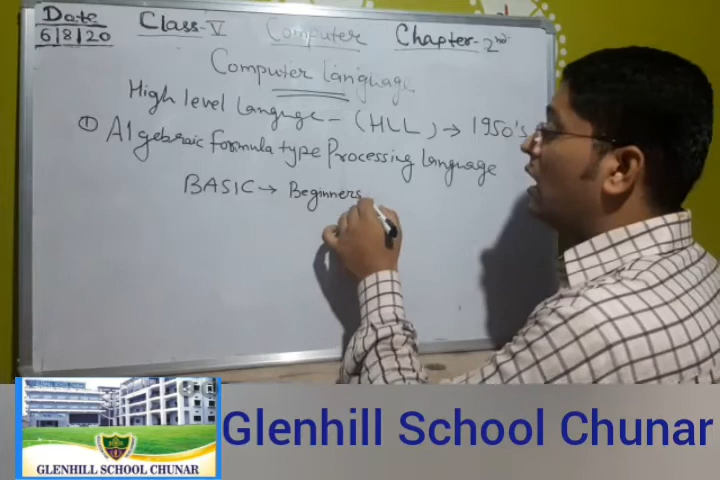 Date
6|8|20
Class-V Computer Chapter-2nd
Computer language
High level language - (HLL) → 1950's
① Algebraic formula type Processing language
BASIC → Beginners
GLENHILL SCHOOL CHUNAR
Glenhill School Chunar